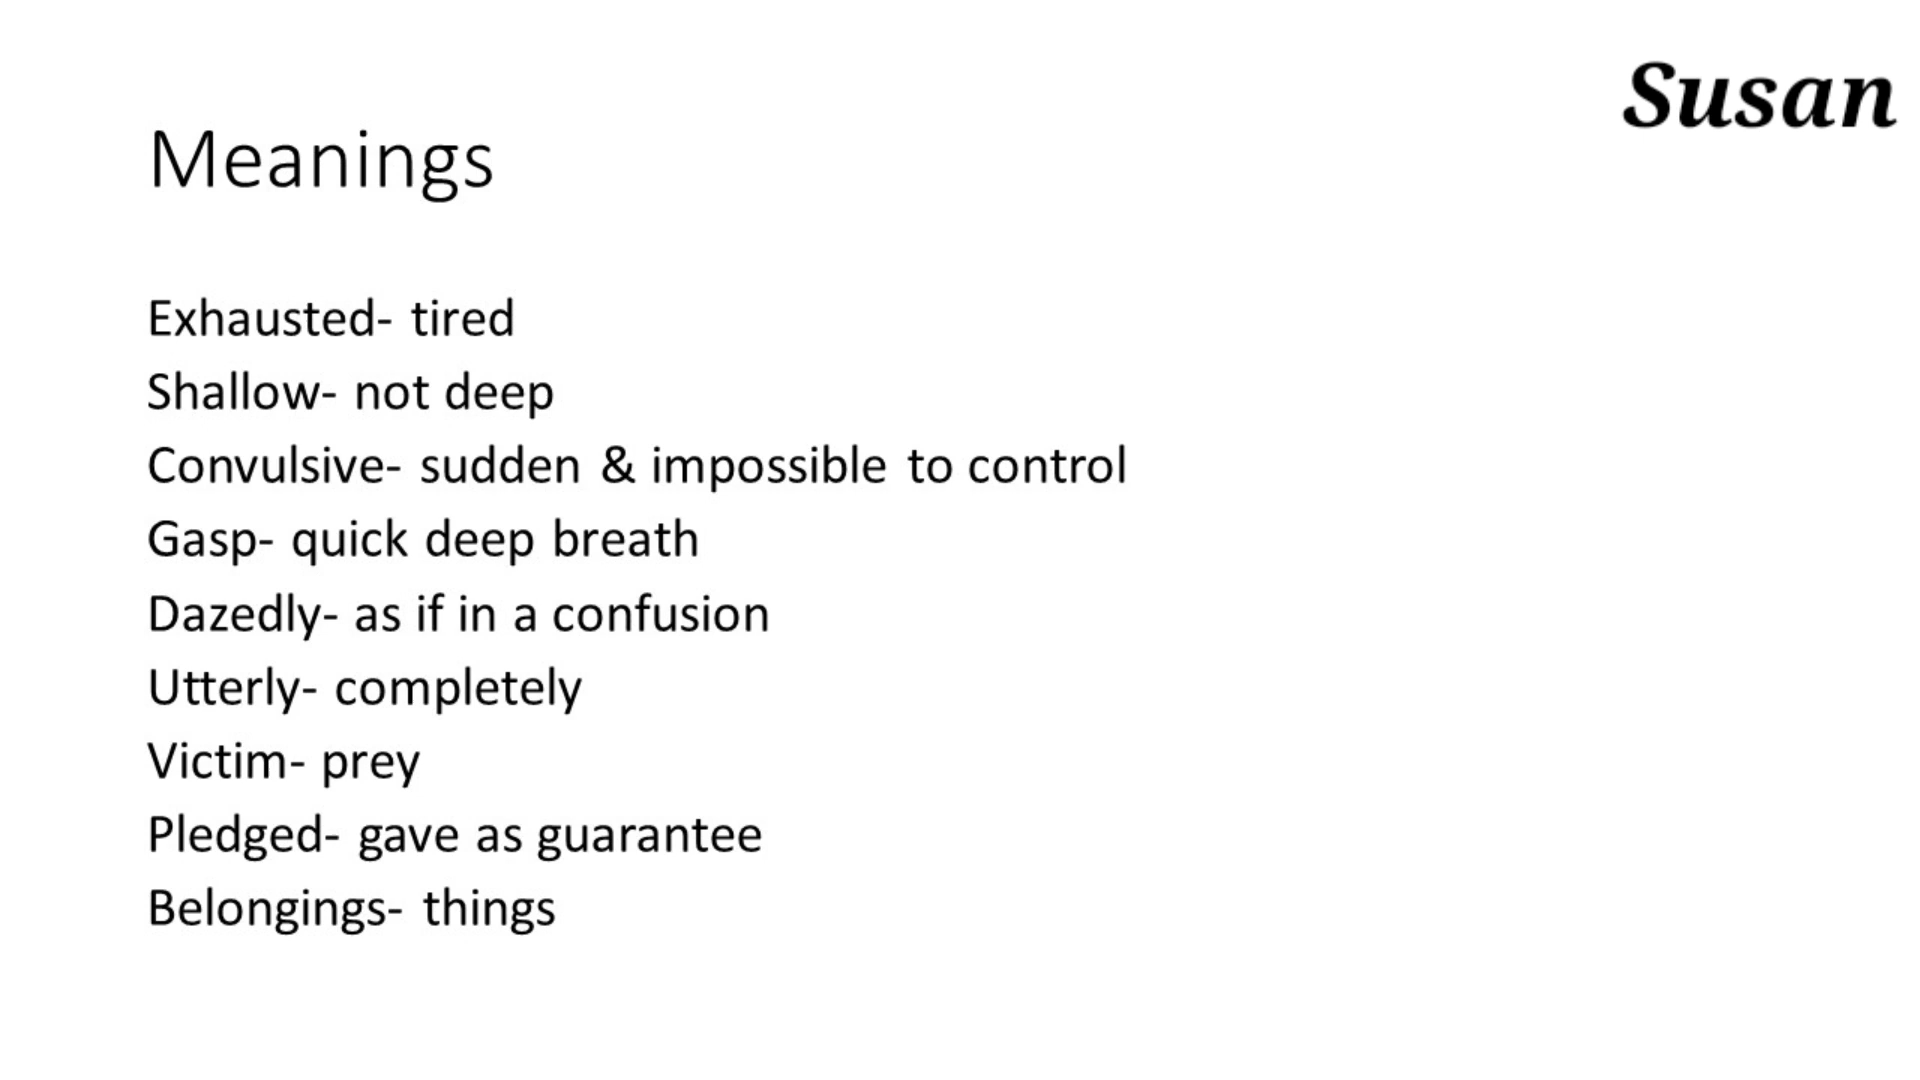 Susan
Meanings
Exhausted- tired
Shallow- not deep
Convulsive- sudden & impossible to control
Gasp- quick deep breath
Dazedly- as if in a confusion
Utterly- completely
Victim- prey
Pledged- gave as guarantee
Belongings- things